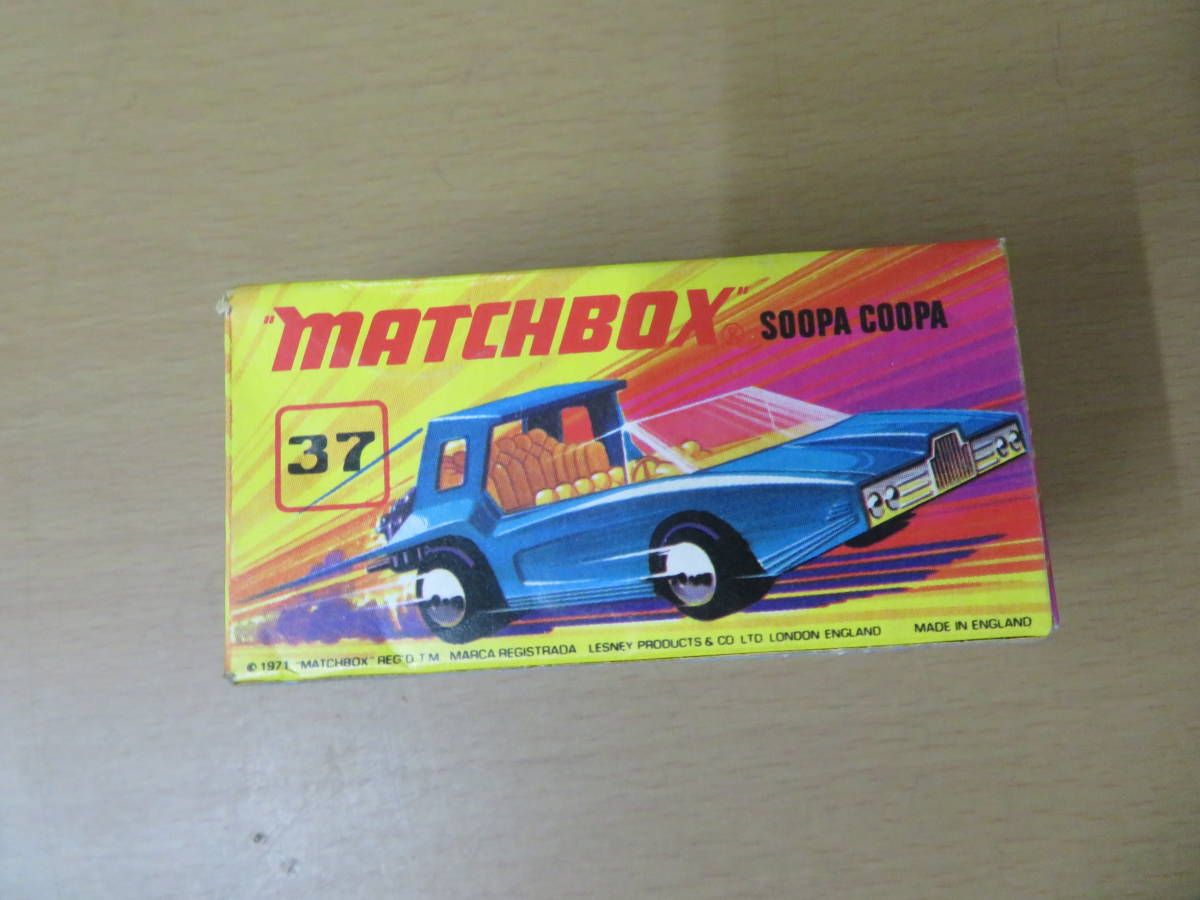 "MATCHBOX"® SOOPA COOPA
37
© 1971 "MATCHBOX" REG'D. T.M. MARCA REGISTRADA LESNEY PRODUCTS & CO LTD LONDON ENGLAND MADE IN ENGLAND